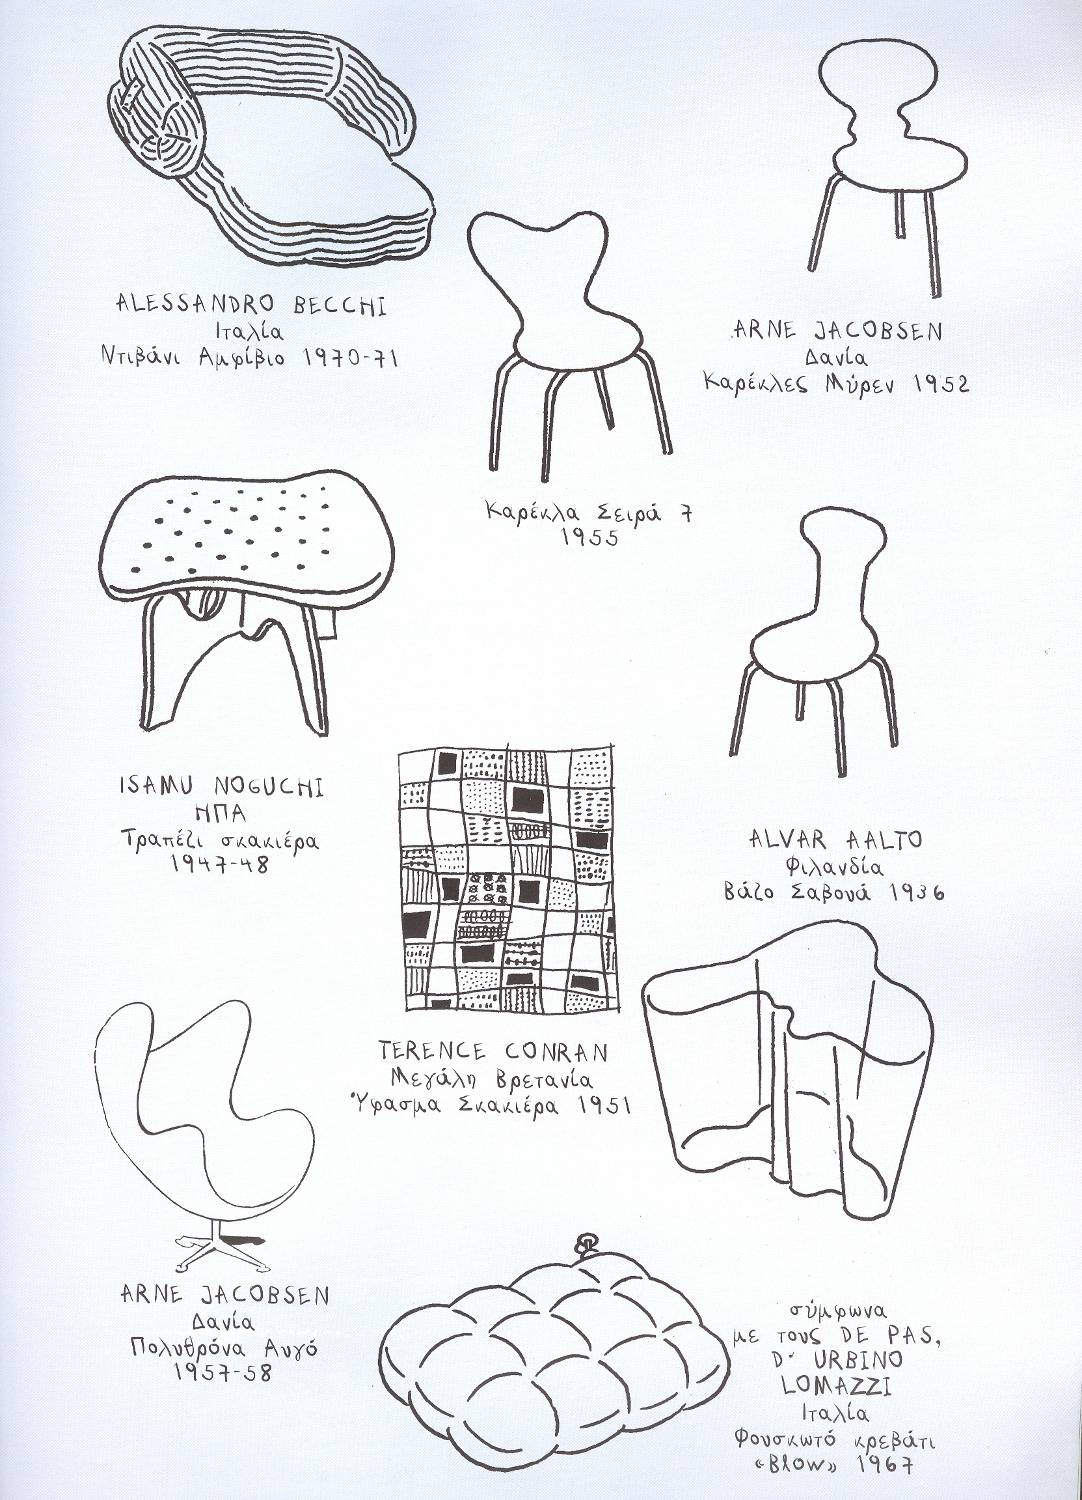 ALESSANDRO BECCHI
Ιταλία
Ντιβάνι Αμφίβιο 1970-71
ARNE JACOBSEN
Δανία
Καρέκλες Μύρεν 1952
Καρέκλα Σειρά 7
1955
ISAMU NOGUCHI
ΗΠΑ
Τραπέζι σκακιέρα
1947-48
ALVAR AALTO
Φιλανδία
Βάζο Σαβουά 1936
TERENCE CONRAN
Μεγάλη Βρετανία
Ύφασμα Σκακιέρα 1951
ARNE JACOBSEN
Δανία
Πολυθρόνα Αυγό
1957-58
σύμφωνα
με τους DE PAS,
D' URBINO
LOMAZZI
Ιταλία
Φουσκωτό κρεβάτι
«Blow» 1967